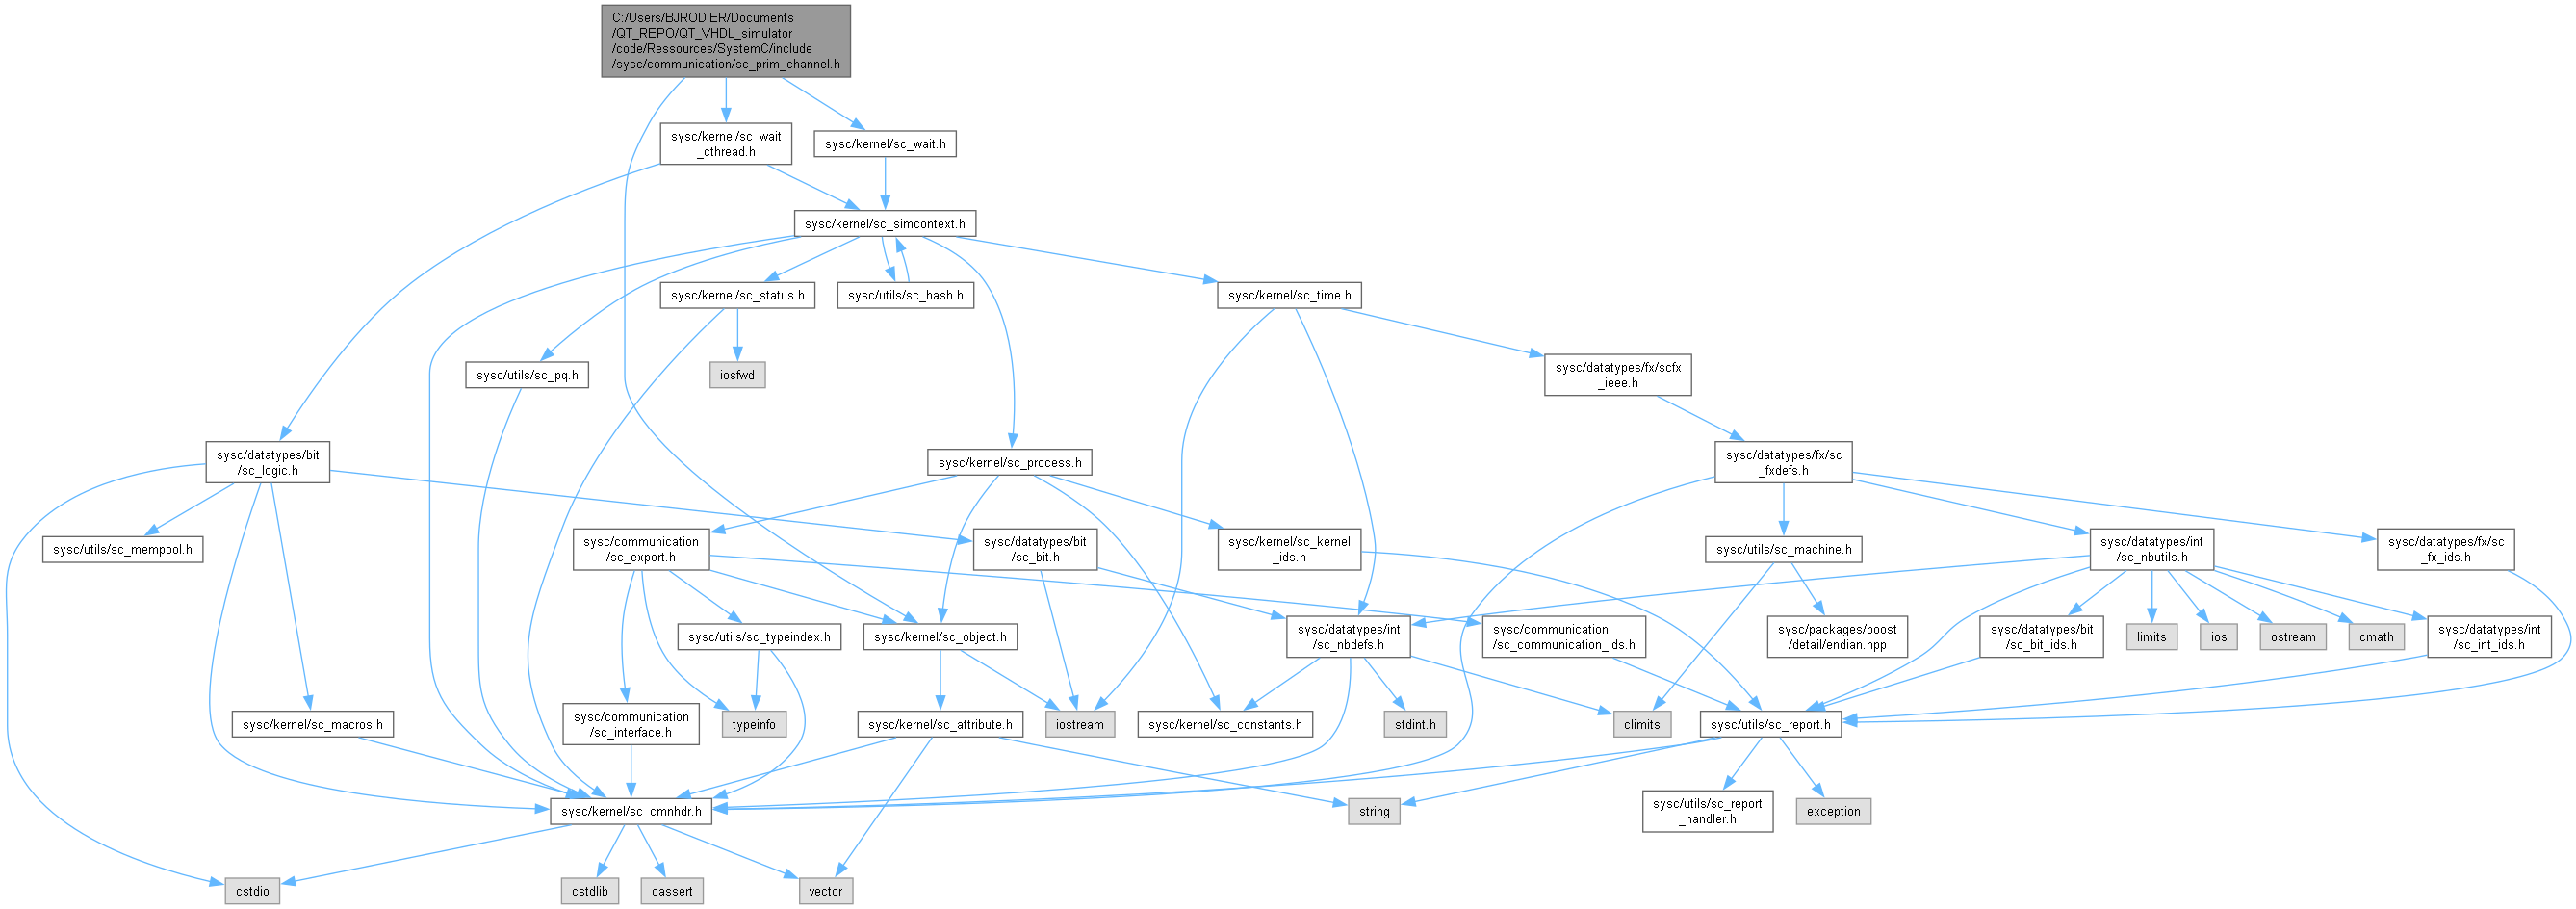 C:/Users/BJRODIER/Documents
/QT_REPO/QT_VHDL_simulator
/code/Ressources/SystemC/include
/sysc/communication/sc_prim_channel.h
sysc/kernel/sc_wait
_cthread.h
sysc/kernel/sc_wait.h
sysc/kernel/sc_simcontext.h
sysc/kernel/sc_status.h
sysc/utils/sc_hash.h
sysc/kernel/sc_time.h
sysc/utils/sc_pq.h
iosfwd
sysc/datatypes/fx/scfx
_ieee.h
sysc/datatypes/bit
/sc_logic.h
sysc/kernel/sc_process.h
sysc/datatypes/fx/sc
_fxdefs.h
sysc/utils/sc_mempool.h
sysc/communication
/sc_export.h
sysc/datatypes/bit
/sc_bit.h
sysc/kernel/sc_kernel
_ids.h
sysc/utils/sc_machine.h
sysc/datatypes/int
/sc_nbutils.h
sysc/datatypes/fx/sc
_fx_ids.h
sysc/utils/sc_typeindex.h
sysc/kernel/sc_object.h
sysc/datatypes/int
/sc_nbdefs.h
sysc/communication
/sc_communication_ids.h
sysc/packages/boost
/detail/endian.hpp
sysc/datatypes/bit
/sc_bit_ids.h
limits
ios
ostream
cmath
sysc/datatypes/int
/sc_int_ids.h
sysc/kernel/sc_macros.h
sysc/communication
/sc_interface.h
typeinfo
sysc/kernel/sc_attribute.h
iostream
sysc/kernel/sc_constants.h
stdint.h
climits
sysc/utils/sc_report.h
sysc/kernel/sc_cmnhdr.h
string
sysc/utils/sc_report
_handler.h
exception
cstdio
cstdlib
cassert
vector